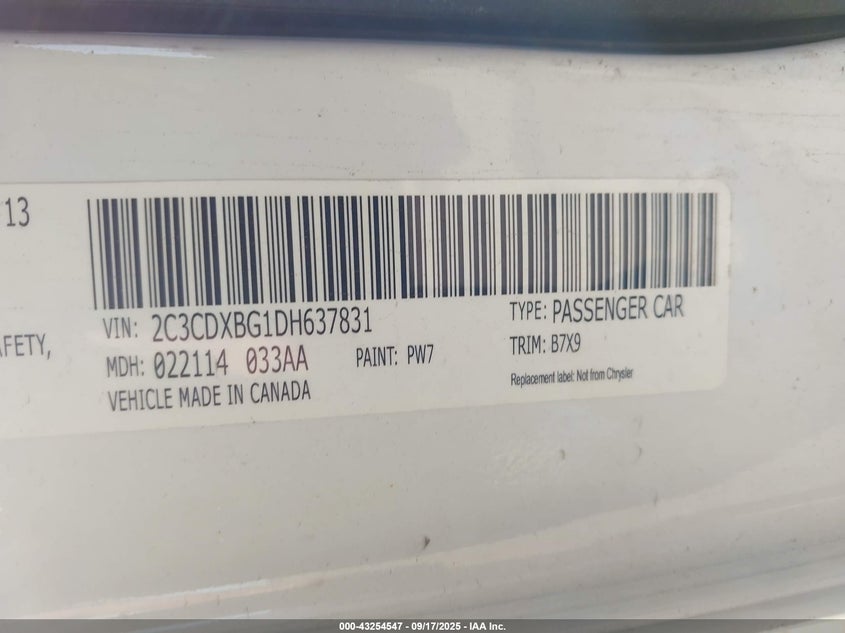 13
AFETY,
VIN: 2C3CDXBG1DH637831
TYPE: PASSENGER CAR
MDH: 022114 033AA
PAINT: PW7
TRIM: B7X9
VEHICLE MADE IN CANADA
Replacement label: Not from Chrysler
000-43254547 - 09/17/2025 - IAA Inc.